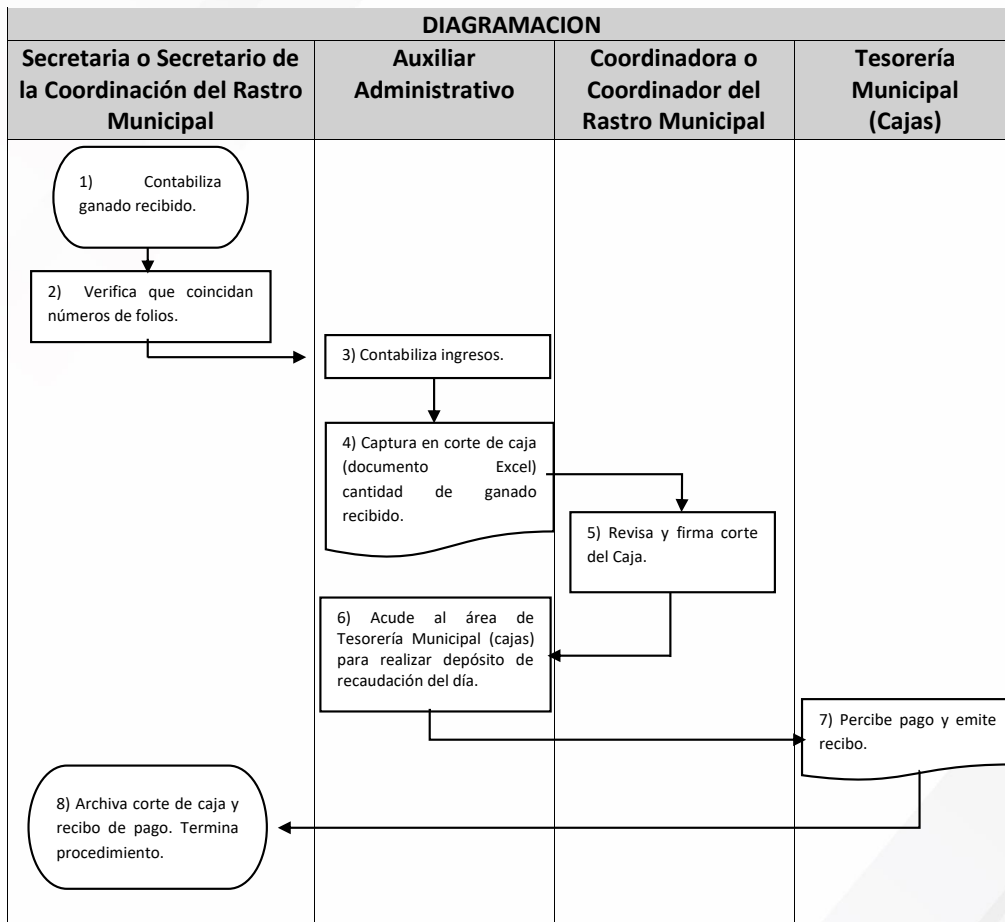 DIAGRAMACION
Secretaria o Secretario de
la Coordinación del Rastro
Municipal
Auxiliar
Administrativo
Coordinadora o
Coordinador del
Rastro Municipal
Tesorería
Municipal
(Cajas)
1) Contabiliza
ganado recibido.
2) Verifica que coincidan
números de folios.
3) Contabiliza ingresos.
4) Captura en corte de caja
(documento Excel)
cantidad de ganado
recibido.
5) Revisa y firma corte
del Caja.
6) Acude al área de
Tesorería Municipal (cajas)
para realizar depósito de
recaudación del día.
7) Percibe pago y emite
recibo.
8) Archiva corte de caja y
recibo de pago. Termina
procedimiento.